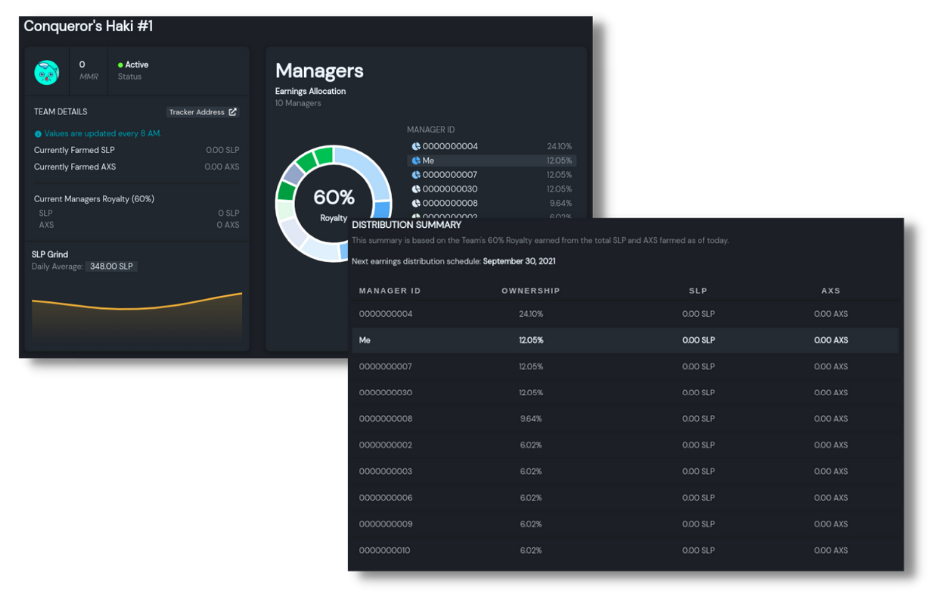 Conqueror's Haki #1
0
MMR
Active
Status
TEAM DETAILS
Tracker Address
Values are updated every 8 AM.
Currently Farmed SLP 0.00 SLP
Currently Farmed AXS 0.00 AXS
Current Managers Royalty (60%)
SLP 0 SLP
AXS 0 AXS
SLP Grind
Daily Average: 348.00 SLP
Managers
Earnings Allocation
10 Managers
60%
Royalty
MANAGER ID
0000000004 24.10%
Me 12.05%
0000000007 12.05%
0000000030 12.05%
0000000008 9.64%
0000000002 6.02%
DISTRIBUTION SUMMARY
This summary is based on the Team's 60% Royalty earned from the total SLP and AXS farmed as of today.
Next earnings distribution schedule: September 30, 2021
MANAGER ID OWNERSHIP SLP AXS
0000000004 24.10% 0.00 SLP 0.00 AXS
Me 12.05% 0.00 SLP 0.00 AXS
0000000007 12.05% 0.00 SLP 0.00 AXS
0000000030 12.05% 0.00 SLP 0.00 AXS
0000000008 9.64% 0.00 SLP 0.00 AXS
0000000002 6.02% 0.00 SLP 0.00 AXS
0000000003 6.02% 0.00 SLP 0.00 AXS
0000000006 6.02% 0.00 SLP 0.00 AXS
0000000009 6.02% 0.00 SLP 0.00 AXS
0000000010 6.02% 0.00 SLP 0.00 AXS